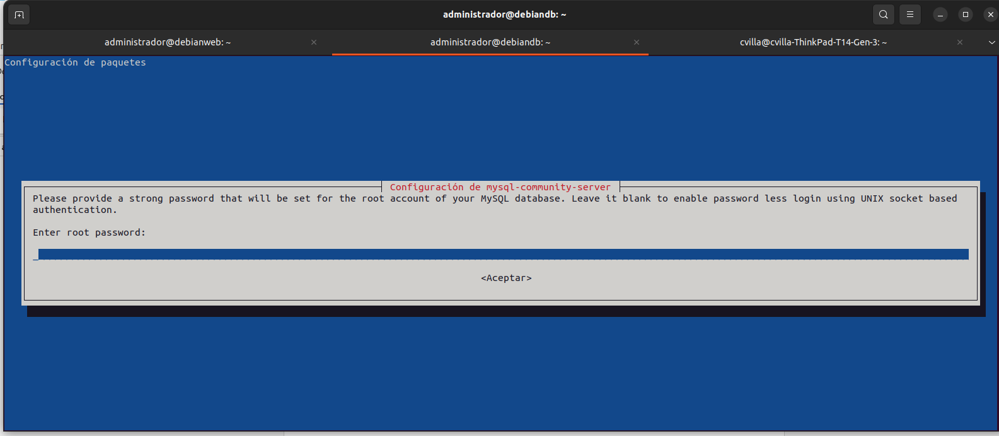 administrador@debiandb: ~
administrador@debianweb: ~
administrador@debiandb: ~
cvilla@cvilla-ThinkPad-T14-Gen-3: ~
Configuración de paquetes
Configuración de mysql-community-server
Please provide a strong password that will be set for the root account of your MySQL database. Leave it blank to enable password less login using UNIX socket based
authentication.
Enter root password:
<Aceptar>